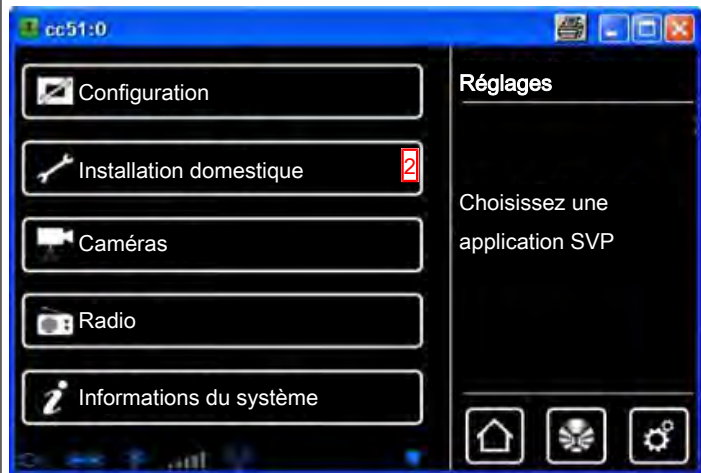 cc51:0
Configuration
Installation domestique 2
Caméras
Radio
Informations du système
Réglages
Choisissez une
application SVP